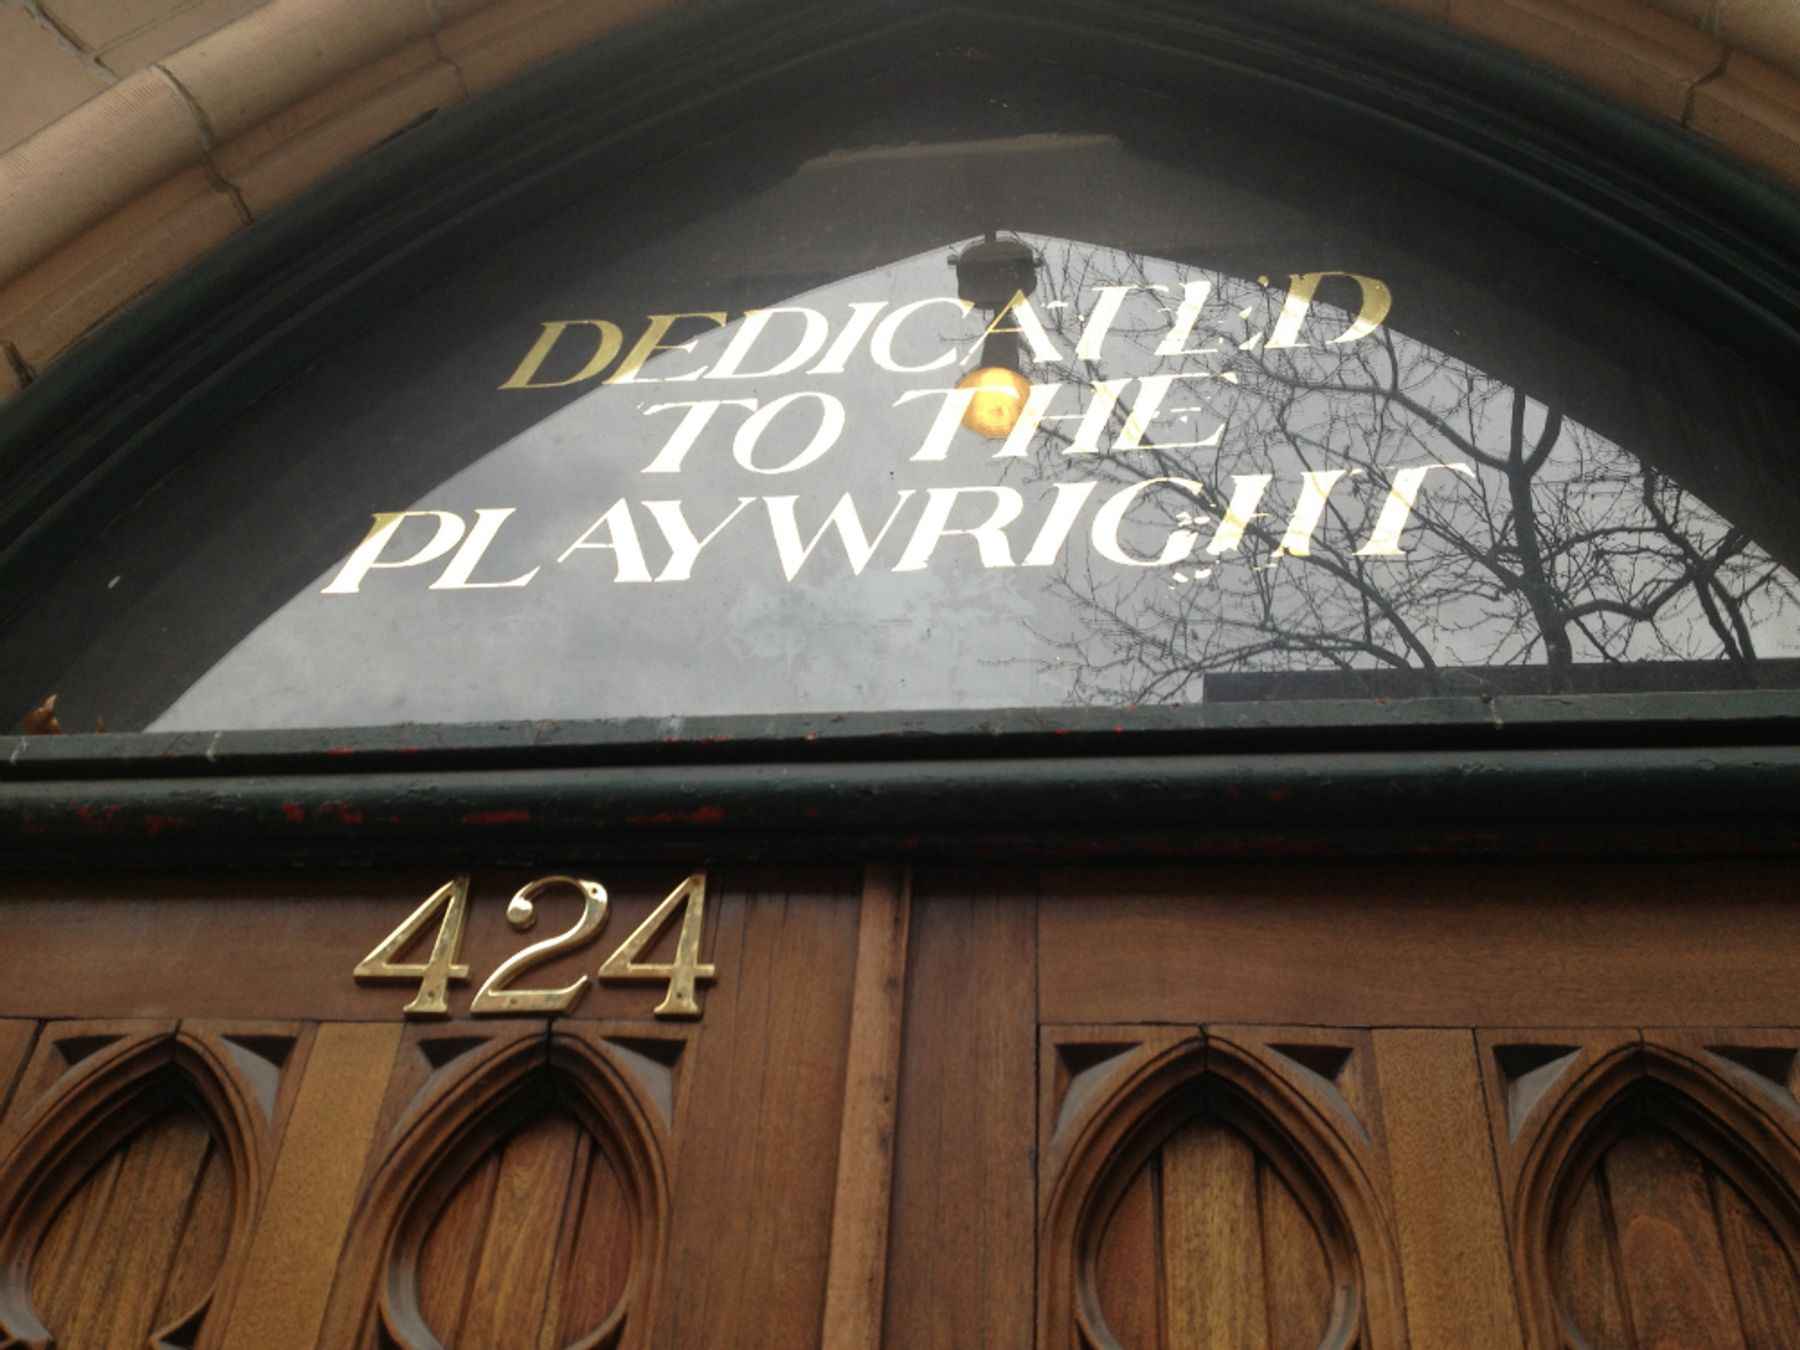 DEDICATED
TO THE
PLAYWRIGHT
424